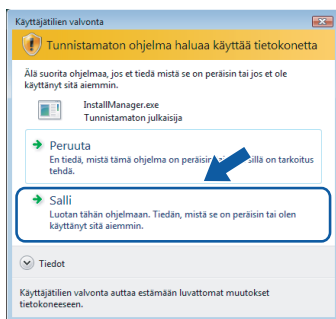 Käyttäjätilien valvonta
Tunnistamaton ohjelma haluaa käyttää tietokonetta
Älä suorita ohjelmaa, jos et tiedä mistä se on peräisin tai jos et ole
käyttänyt sitä aiemmin.
InstallManager.exe
Tunnistamaton julkaisija
Peruuta
En tiedä, mistä tämä ohjelma on peräisin sillä on tarkoitus
tehdä.
Salli
Luotan tähän ohjelmaan. Tiedän, mistä se on peräisin tai olen
käyttänyt sitä aiemmin.
Tiedot
Käyttäjätilien valvonta auttaa estämään luvattomat muutokset
tietokoneeseen.